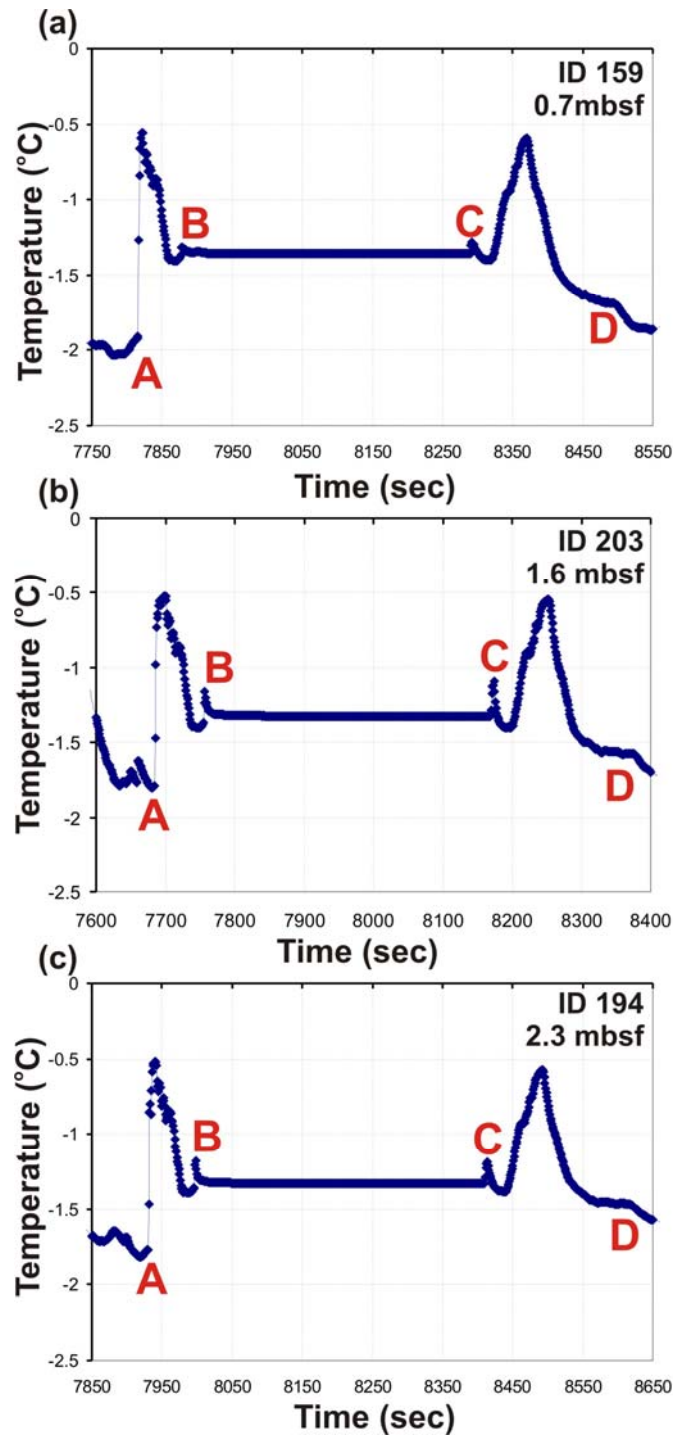 (a)
ID 159
0.7mbsf
Temperature (°C)
0
-0.5
-1
-1.5
-2
-2.5
A
B
C
D
7750 7850 7950 8050 8150 8250 8350 8450 8550
Time (sec)
(b)
ID 203
1.6 mbsf
Temperature (°C)
0
-0.5
-1
-1.5
-2
-2.5
A
B
C
D
7600 7700 7800 7900 8000 8100 8200 8300 8400
Time (sec)
(c)
ID 194
2.3 mbsf
Temperature (°C)
0
-0.5
-1
-1.5
-2
-2.5
A
B
C
D
7850 7950 8050 8150 8250 8350 8450 8550 8650
Time (sec)